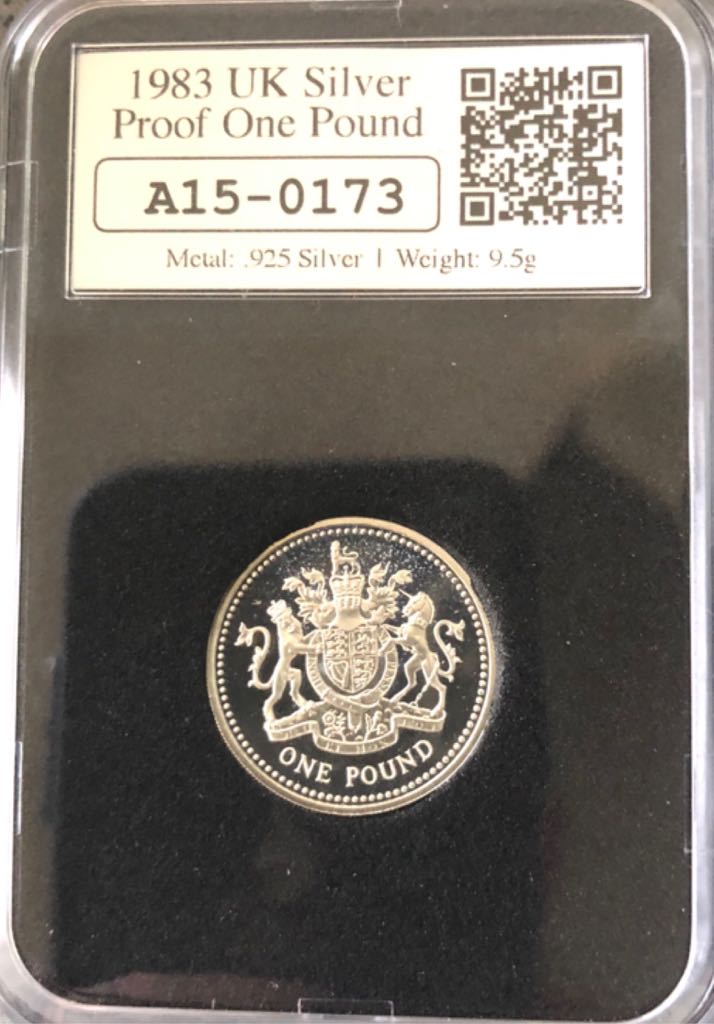 1983 UK Silver
Proof One Pound
A15-0173
Metal: .925 Silver | Weight: 9.5g
ONE POUND